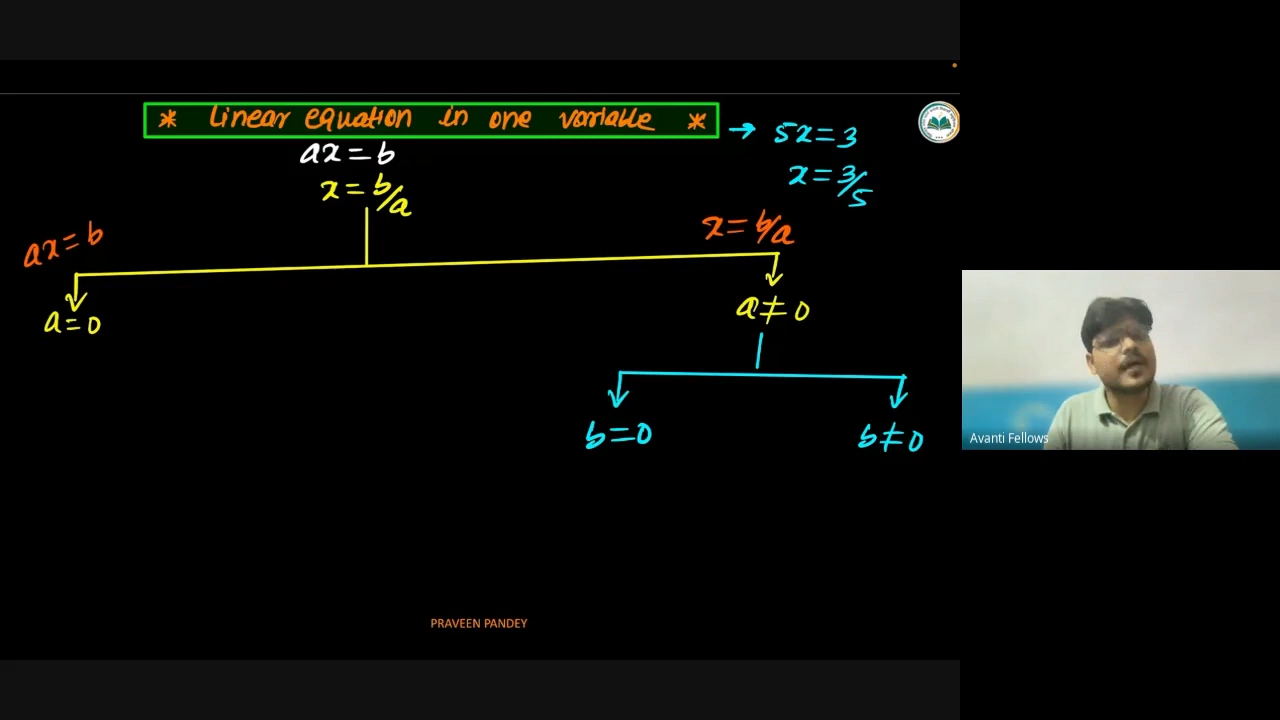 * Linear equation in one variable *
→ 5x = 3
x = 3/5
ax = b
x = b/a
ax = b
x = b/a
a = 0
a ≠ 0
b = 0
b ≠ 0
Avanti Fellows
PRAVEEN PANDEY